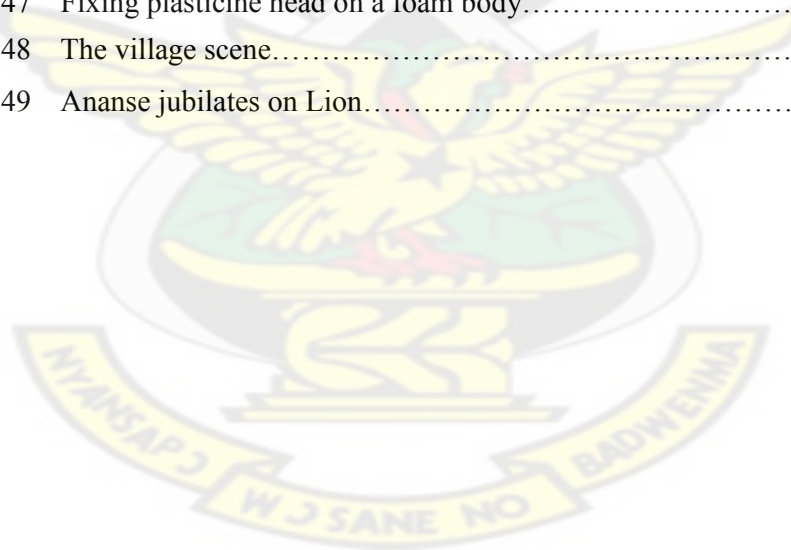 47 Fixing plasticine head on a foam body……………………….
48 The village scene……………………………………………….
49 Ananse jubilates on Lion…………………….…………………
NYANSAPƆ WƆSANE NO BADWENMA